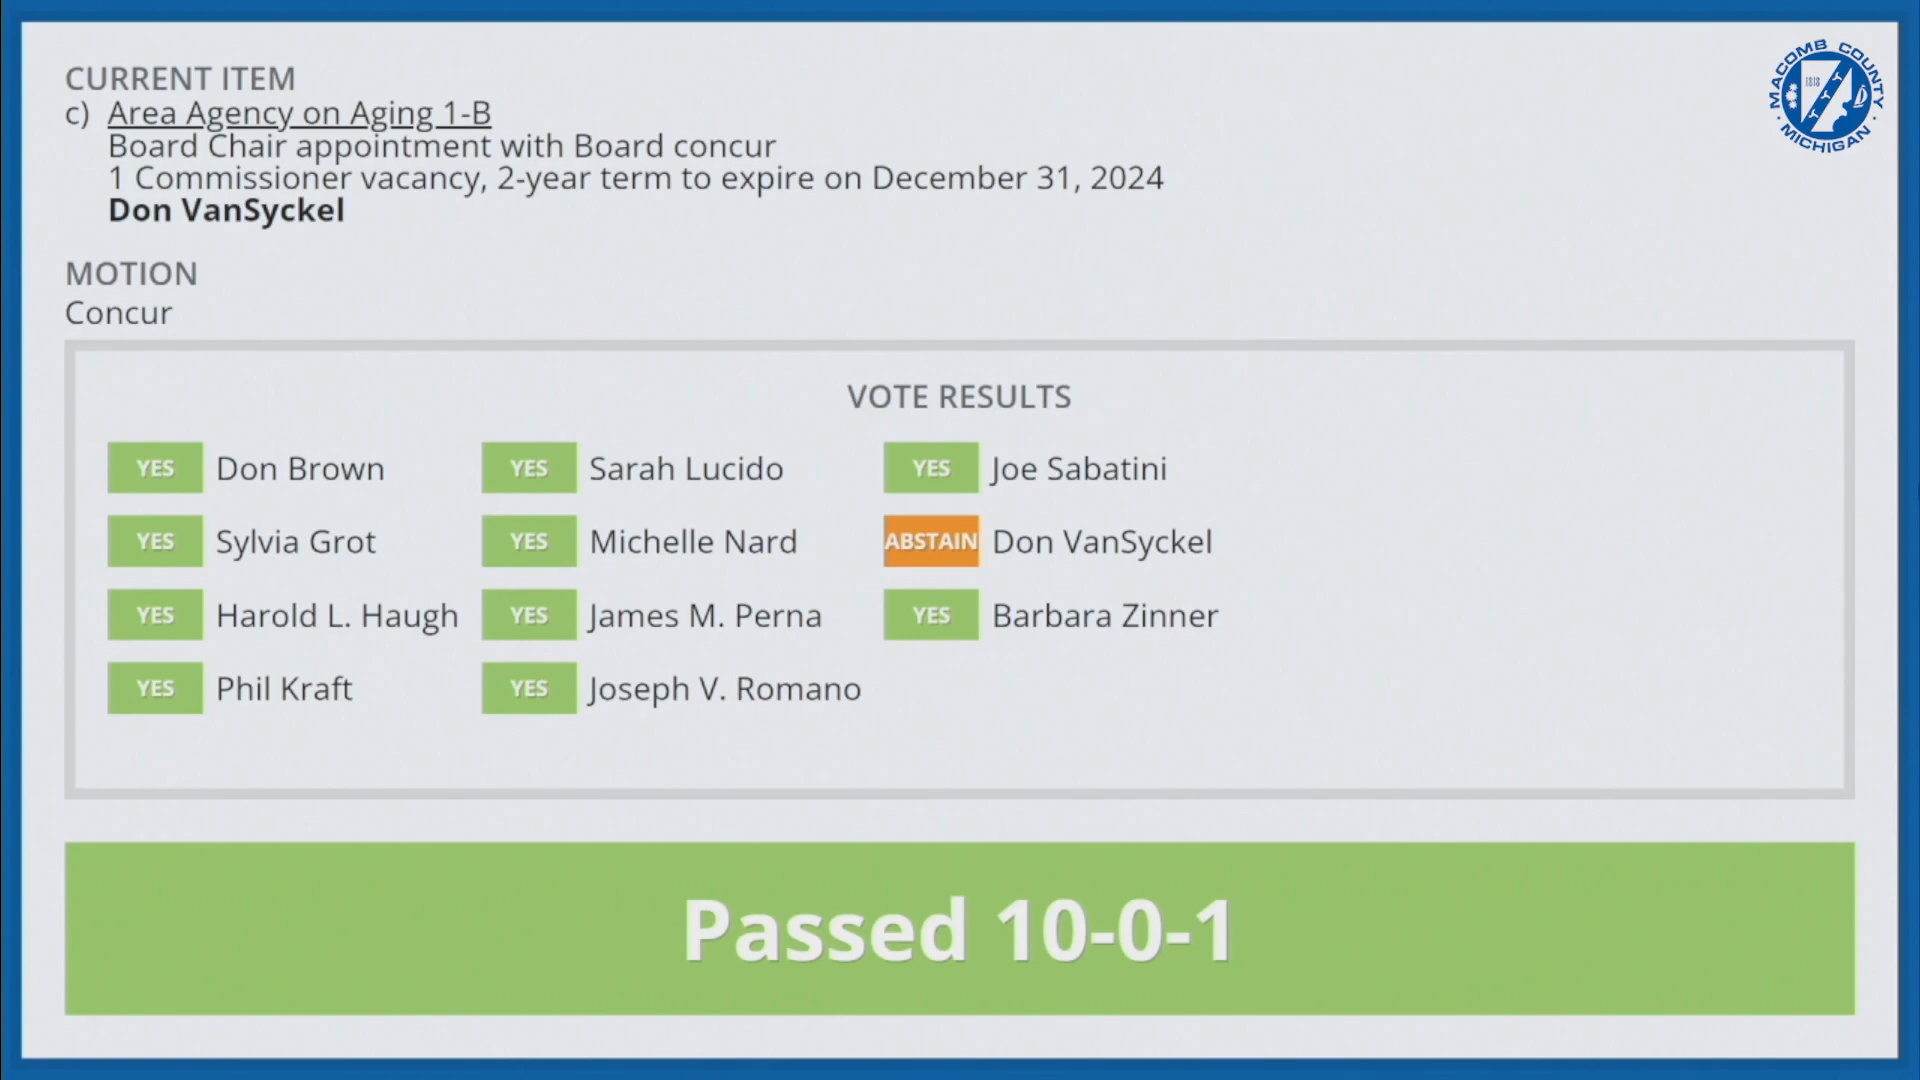 CURRENT ITEM
c) Area Agency on Aging 1-B
Board Chair appointment with Board concur
1 Commissioner vacancy, 2-year term to expire on December 31, 2024
Don VanSyckel
MACOMB COUNTY
1818
MICHIGAN
MOTION
Concur
VOTE RESULTS
YES Don Brown
YES Sylvia Grot
YES Harold L. Haugh
YES Phil Kraft
YES Sarah Lucido
YES Michelle Nard
YES James M. Perna
YES Joseph V. Romano
YES Joe Sabatini
ABSTAIN Don VanSyckel
YES Barbara Zinner
Passed 10-0-1